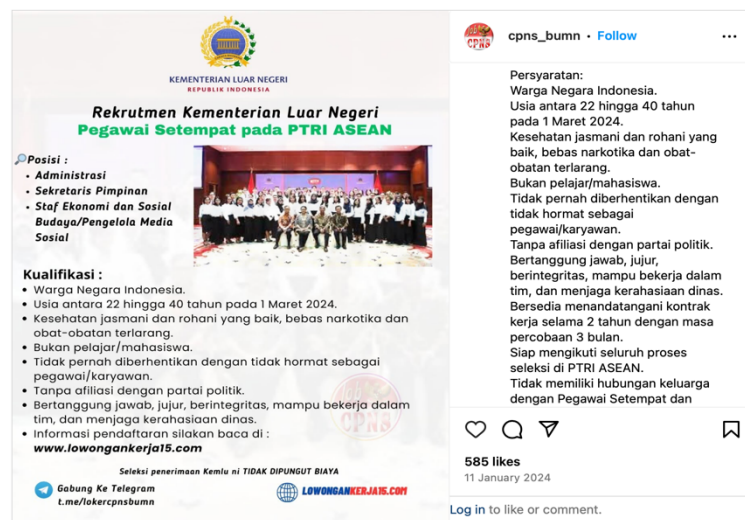 KEMENTERIAN LUAR NEGERI
REPUBLIK INDONESIA
Rekrutmen Kementerian Luar Negeri
Pegawai Setempat pada PTRI ASEAN
Posisi :
• Administrasi
• Sekretaris Pimpinan
• Staf Ekonomi dan Sosial
Budaya/Pengelola Media
Sosial
Kualifikasi :
• Warga Negara Indonesia.
• Usia antara 22 hingga 40 tahun pada 1 Maret 2024.
• Kesehatan jasmani dan rohani yang baik, bebas narkotika dan
obat-obatan terlarang.
• Bukan pelajar/mahasiswa.
• Tidak pernah diberhentikan dengan tidak hormat sebagai
pegawai/karyawan.
• Tanpa afiliasi dengan partai politik.
• Bertanggung jawab, jujur, berintegritas, mampu bekerja dalam
tim, dan menjaga kerahasiaan dinas.
• Informasi pendaftaran silakan baca di :
www.lowongankerja15.com
CPNS
Seleksi penerimaan Kemlu ni TIDAK DIPUNGUT BIAYA
Gabung Ke Telegram
t.me/lokercpnsbumn
LOWONGANKERJA15.COM
CPNS
cpns_bumn • Follow
Persyaratan:
Warga Negara Indonesia.
Usia antara 22 hingga 40 tahun
pada 1 Maret 2024.
Kesehatan jasmani dan rohani yang
baik, bebas narkotika dan obat-
obatan terlarang.
Bukan pelajar/mahasiswa.
Tidak pernah diberhentikan dengan
tidak hormat sebagai
pegawai/karyawan.
Tanpa afiliasi dengan partai politik.
Bertanggung jawab, jujur,
berintegritas, mampu bekerja dalam
tim, dan menjaga kerahasiaan dinas.
Bersedia menandatangani kontrak
kerja selama 2 tahun dengan masa
percobaan 3 bulan.
Siap mengikuti seluruh proses
seleksi di PTRI ASEAN.
Tidak memiliki hubungan keluarga
dengan Pegawai Setempat dan
585 likes
11 January 2024
Log in to like or comment.